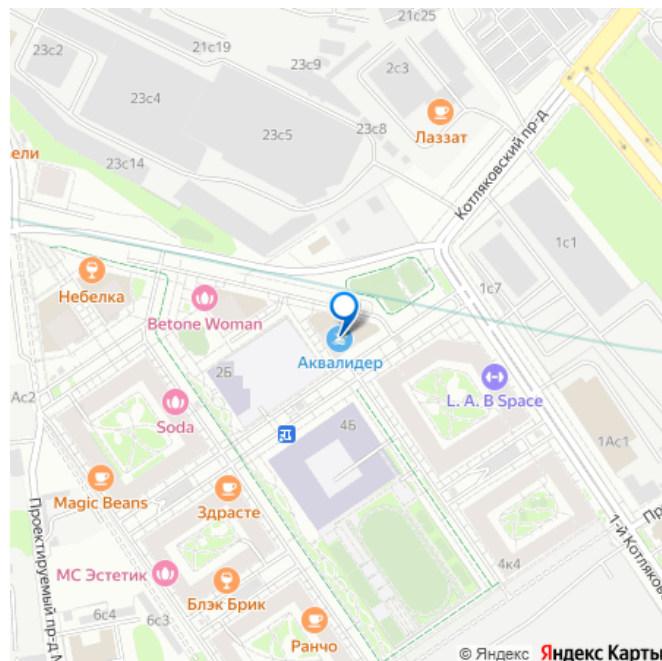 21с25
23с2
21с19
23с9
2с3
23с4
23с5
23с8
Лаззат
ели
23с14
Котляковский пр-д
1с1
Небелка
Betone Woman
1с7
Аквалидер
2Б
L. A. B Space
Ас2
Soda
4Б
1Ас1
Magic Beans
Здрасте
Пр
МС Эстетик
Блэк Брик
4к4
6с4
6с3
Ранчо
Проектируемый пр-д М
1-й Котляков
© Яндекс Яндекс Карты